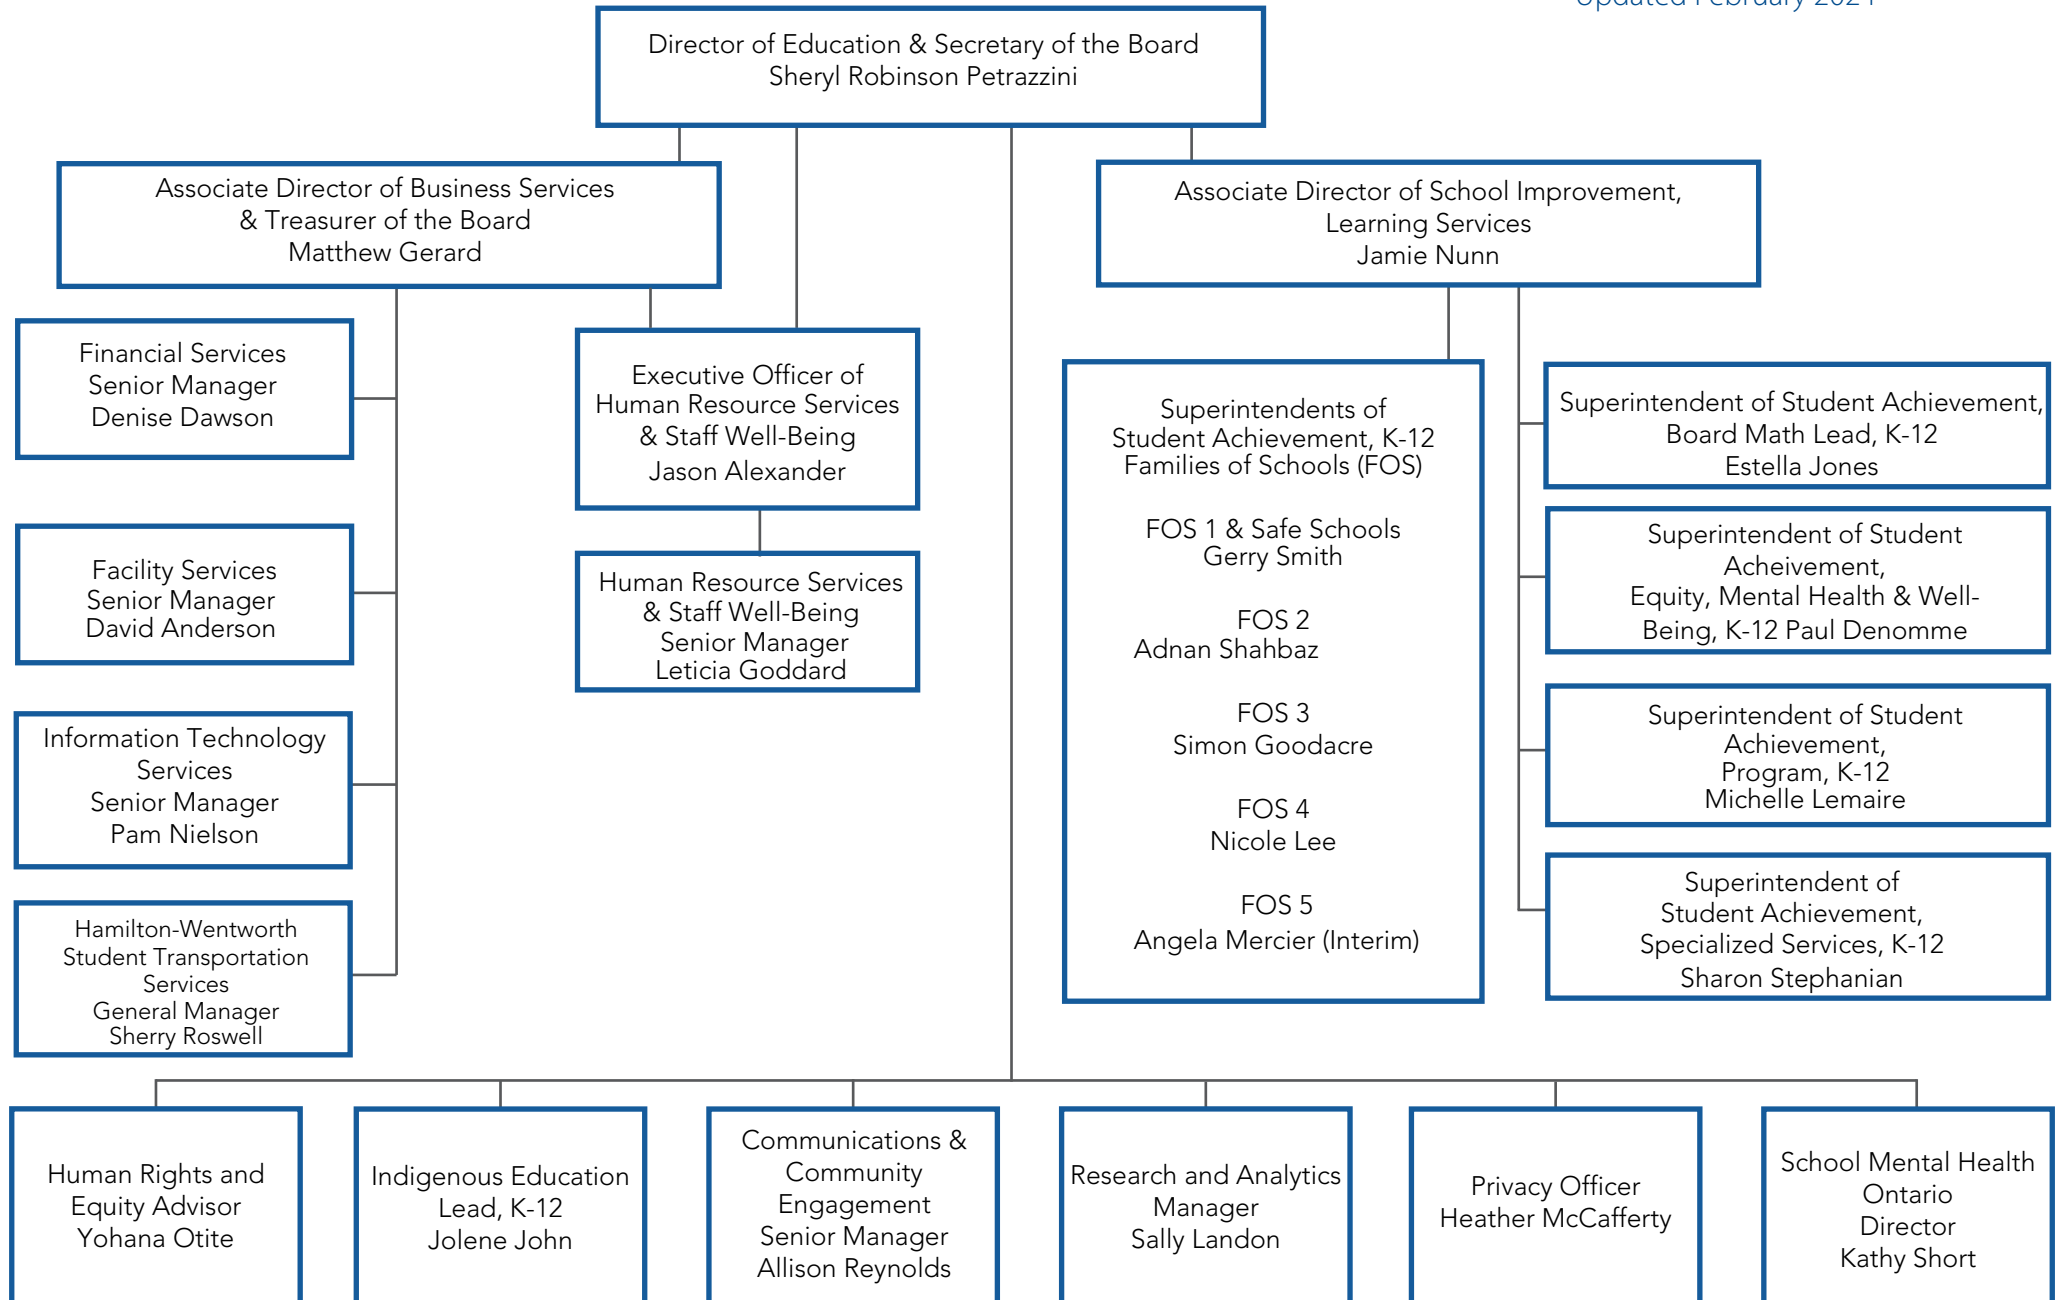 Updated February 2024
Director of Education & Secretary of the Board
Sheryl Robinson Petrazzini
Associate Director of Business Services
& Treasurer of the Board
Matthew Gerard
Associate Director of School Improvement,
Learning Services
Jamie Nunn
Financial Services
Senior Manager
Denise Dawson
Facility Services
Senior Manager
David Anderson
Information Technology
Services
Senior Manager
Pam Nielson
Hamilton-Wentworth
Student Transportation
Services
General Manager
Sherry Roswell
Executive Officer of
Human Resource Services
& Staff Well-Being
Jason Alexander
Human Resource Services
& Staff Well-Being
Senior Manager
Leticia Goddard
Superintendents of
Student Achievement, K-12
Families of Schools (FOS)
FOS 1 & Safe Schools
Gerry Smith
FOS 2
Adnan Shahbaz
FOS 3
Simon Goodacre
FOS 4
Nicole Lee
FOS 5
Angela Mercier (Interim)
Superintendent of Student Achievement,
Board Math Lead, K-12
Estella Jones
Superintendent of Student
Acheivement,
Equity, Mental Health & Well-
Being, K-12 Paul Denomme
Superintendent of Student
Achievement,
Program, K-12
Michelle Lemaire
Superintendent of
Student Achievement,
Specialized Services, K-12
Sharon Stephanian
Human Rights and
Equity Advisor
Yohana Otite
Indigenous Education
Lead, K-12
Jolene John
Communications &
Community
Engagement
Senior Manager
Allison Reynolds
Research and Analytics
Manager
Sally Landon
Privacy Officer
Heather McCafferty
School Mental Health
Ontario
Director
Kathy Short